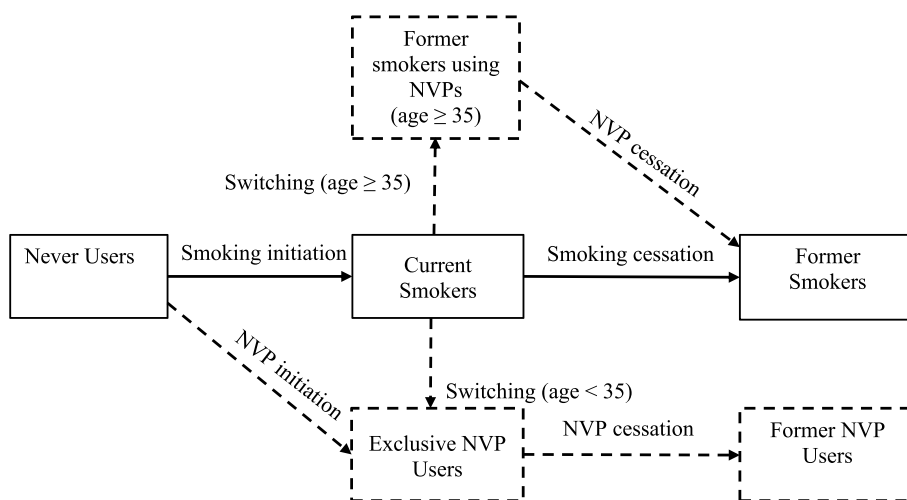 Former
smokers using
NVPs
(age ≥ 35)
NVP cessation
Switching (age ≥ 35)
Never Users
Smoking initiation
Current
Smokers
Smoking cessation
Former
Smokers
NVP initiation
Switching (age < 35)
Exclusive NVP
Users
NVP cessation
Former NVP
Users